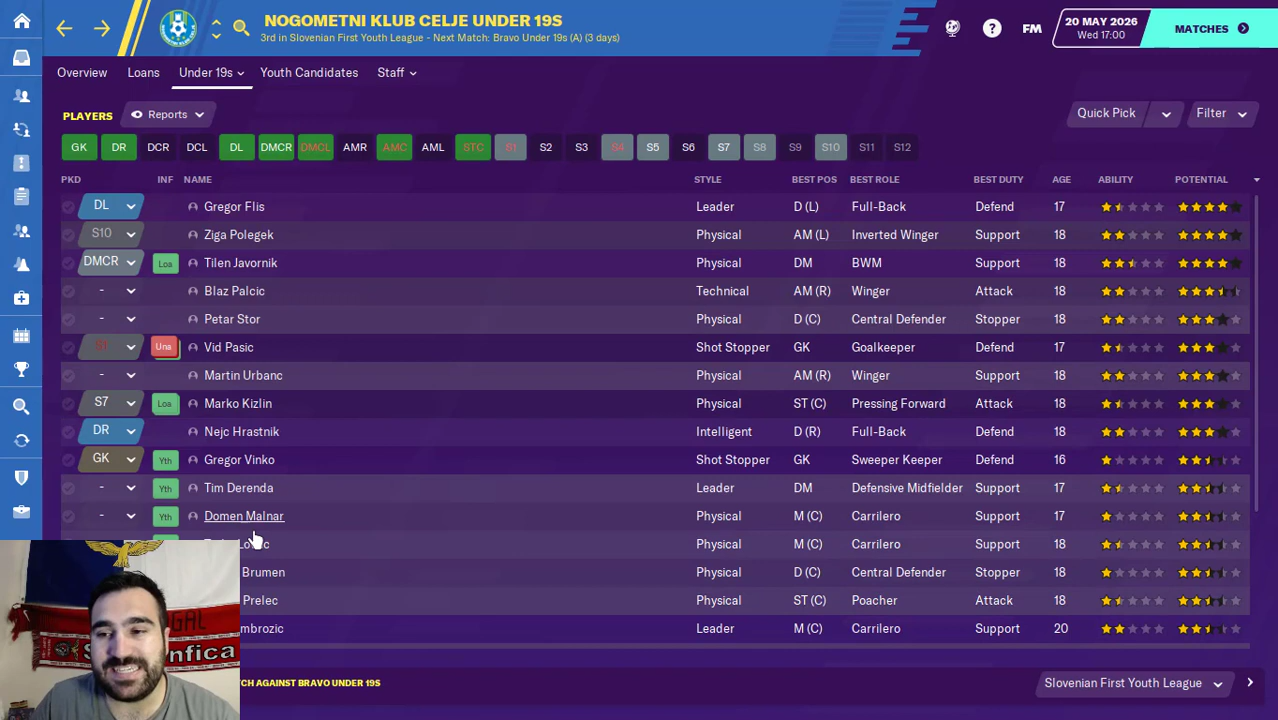 NOGOMETNI KLUB CELJE UNDER 19S
3rd in Slovenian First Youth League - Next Match: Bravo Under 19s (A) (3 days)
FM
20 MAY 2026
Wed 17:00
MATCHES
Overview Loans Under 19s Youth Candidates Staff
PLAYERS Reports Quick Pick Filter
GK DR DCR DCL DL DMCR DMCL AMR AMC AML STC S1 S2 S3 S4 S5 S6 S7 S8 S9 S10 S11 S12
PKD INF NAME STYLE BEST POS BEST ROLE BEST DUTY AGE ABILITY POTENTIAL
DL Gregor Flis Leader D (L) Full-Back Defend 17
S10 Ziga Polegek Physical AM (L) Inverted Winger Support 18
DMCR Loa Tilen Javornik Physical DM BWM Support 18
- Blaz Palcic Technical AM (R) Winger Attack 18
- Petar Stor Physical D (C) Central Defender Stopper 18
S1 Una Vid Pasic Shot Stopper GK Goalkeeper Defend 17
- Martin Urbanc Physical AM (R) Winger Support 18
S7 Loa Marko Kizlin Physical ST (C) Pressing Forward Attack 18
DR Nejc Hrastnik Intelligent D (R) Full-Back Defend 18
GK Yth Gregor Vinko Shot Stopper GK Sweeper Keeper Defend 16
- Yth Tim Derenda Leader DM Defensive Midfielder Support 17
- Yth Domen Malnar Physical M (C) Carrilero Support 17
Physical M (C) Carrilero Support 18
Brumen Physical D (C) Central Defender Stopper 18
Prelec Physical ST (C) Poacher Attack 18
mbrozic Leader M (C) Carrilero Support 20
CH AGAINST BRAVO UNDER 19S Slovenian First Youth League